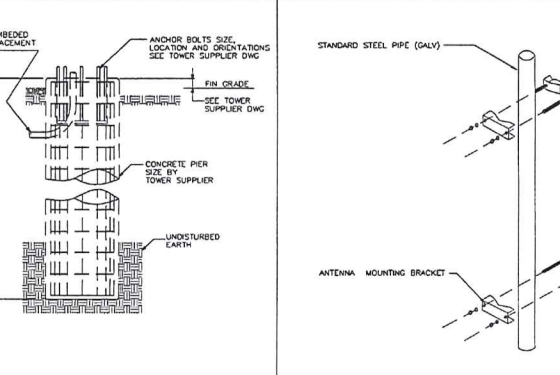 MBEDED
ACEMENT
ANCHOR BOLTS SIZE,
LOCATION AND ORIENTATIONS
SEE TOWER SUPPLIER DWG
FIN GRADE
SEE TOWER
SUPPLIER DWG
CONCRETE PIER
SIZE BY
TOWER SUPPLIER
UNDISTURBED
EARTH
STANDARD STEEL PIPE (GALV)
ANTENNA MOUNTING BRACKET